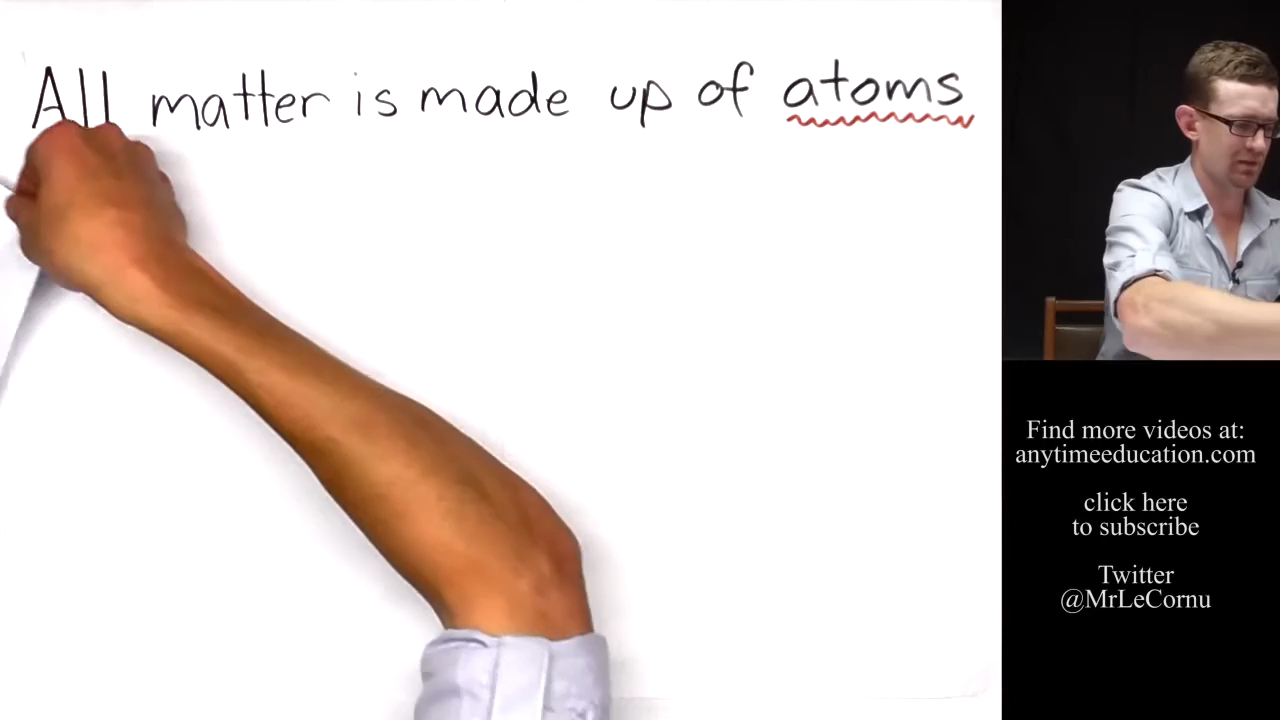 All matter is made up of atoms
Find more videos at:
anytimeeducation.com
click here
to subscribe
Twitter
@MrLeCornu